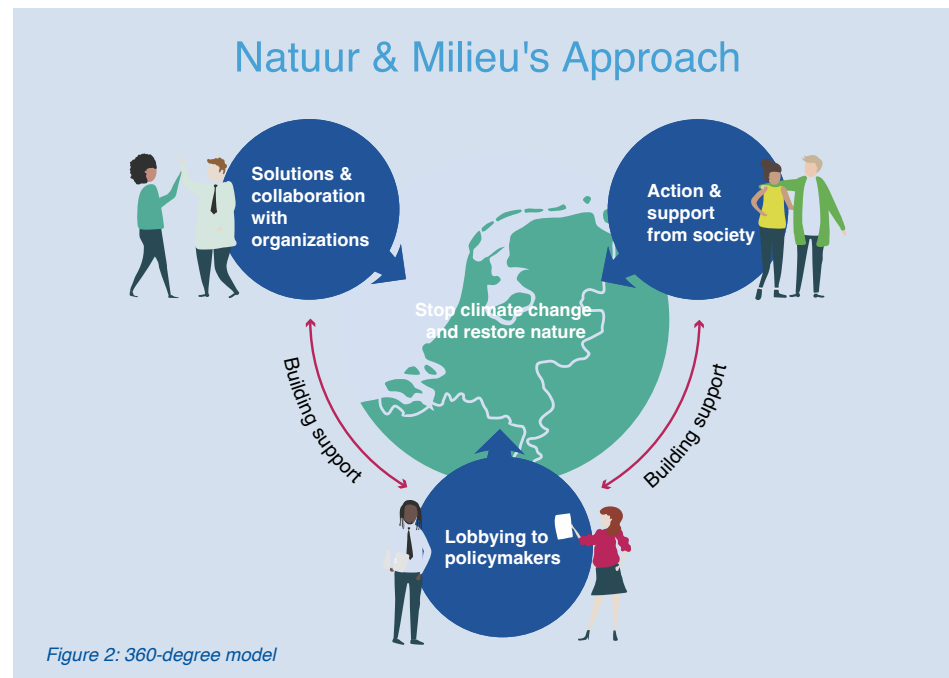 Natuur & Milieu's Approach
Solutions &
collaboration
with
organizations
Action &
support
from society
Stop climate change
and restore nature
Building support
Building support
Lobbying to
policymakers
Figure 2: 360-degree model